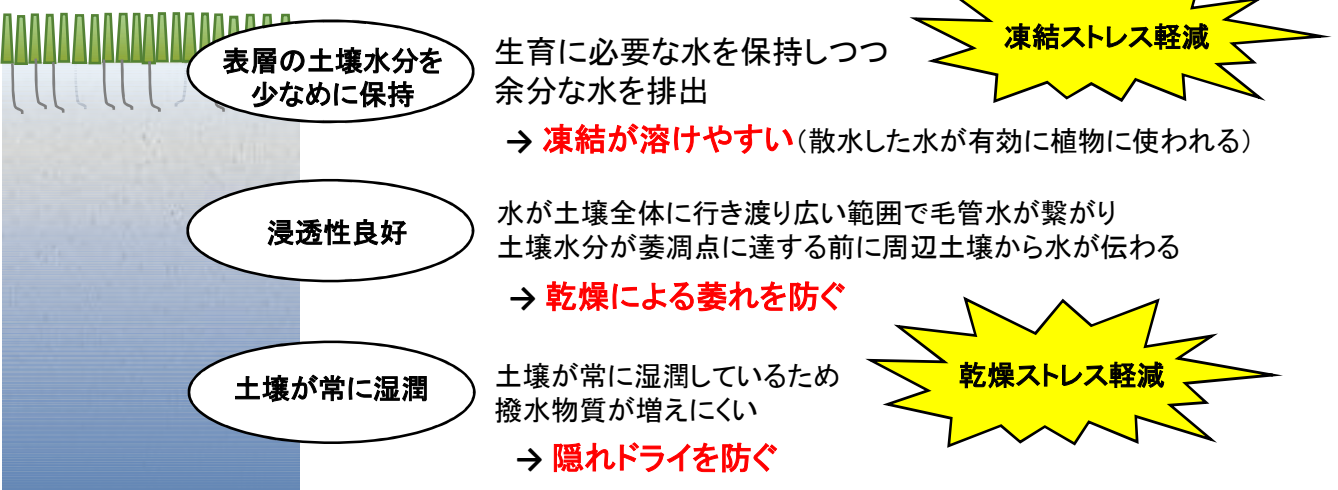 表層の土壌水分を
少なめに保持
生育に必要な水を保持しつつ
余分な水を排出
→ 凍結が溶けやすい（散水した水が有効に植物に使われる）
凍結ストレス軽減
浸透性良好
水が土壌全体に行き渡り広い範囲で毛管水が繋がり
土壌水分が萎凋点に達する前に周辺土壌から水が伝わる
→ 乾燥による萎れを防ぐ
土壌が常に湿潤
土壌が常に湿潤しているため
撥水物質が増えにくい
→ 隠れドライを防ぐ
乾燥ストレス軽減